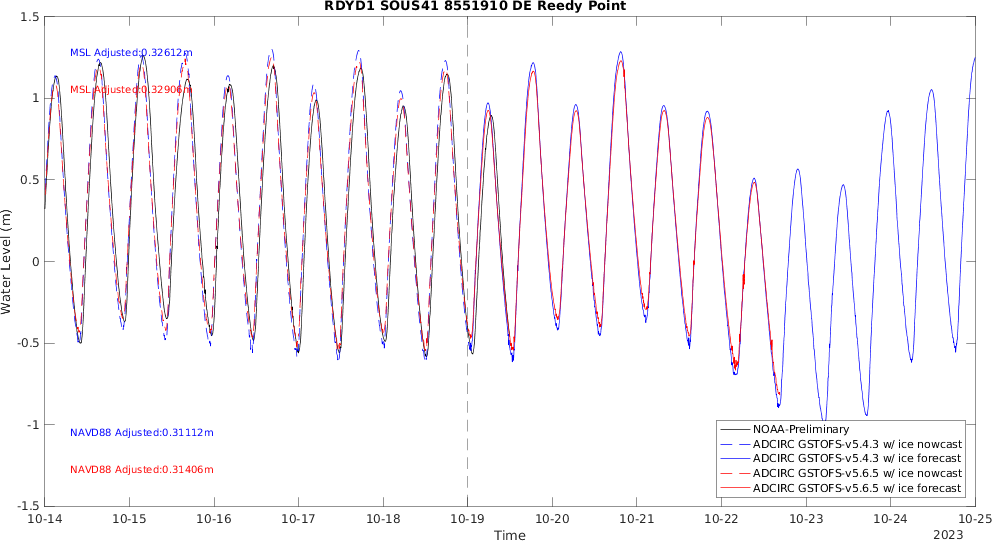 RDYD1 SOUS41 8551910 DE Reedy Point
1.5
1
0.5
0
-0.5
-1
-1.5
Water Level (m)
MSL Adjusted:0.32612m
MSL Adjusted:0.32906m
NAVD88 Adjusted:0.31112m
NAVD88 Adjusted:0.31406m
NOAA-Preliminary
ADCIRC GSTOFS-v5.4.3 w/ ice nowcast
ADCIRC GSTOFS-v5.4.3 w/ ice forecast
ADCIRC GSTOFS-v5.6.5 w/ ice nowcast
ADCIRC GSTOFS-v5.6.5 w/ ice forecast
10-14 10-15 10-16 10-17 10-18 10-19 10-20 10-21 10-22 10-23 10-24 10-25
Time
2023